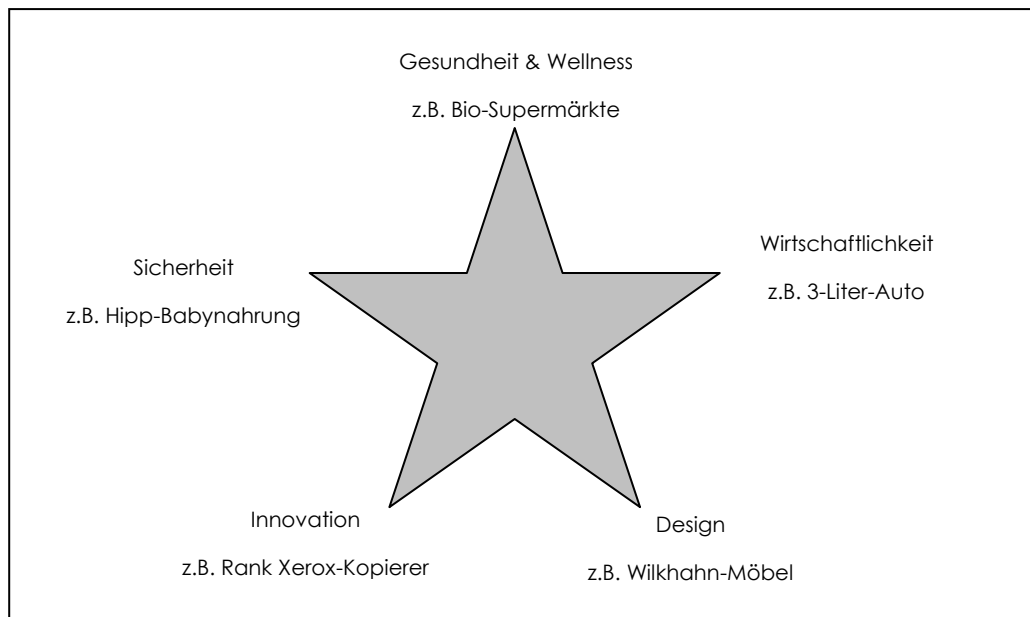 Gesundheit & Wellness
z.B. Bio-Supermärkte
Wirtschaftlichkeit
z.B. 3-Liter-Auto
Sicherheit
z.B. Hipp-Babynahrung
Innovation
z.B. Rank Xerox-Kopierer
Design
z.B. Wilkhahn-Möbel